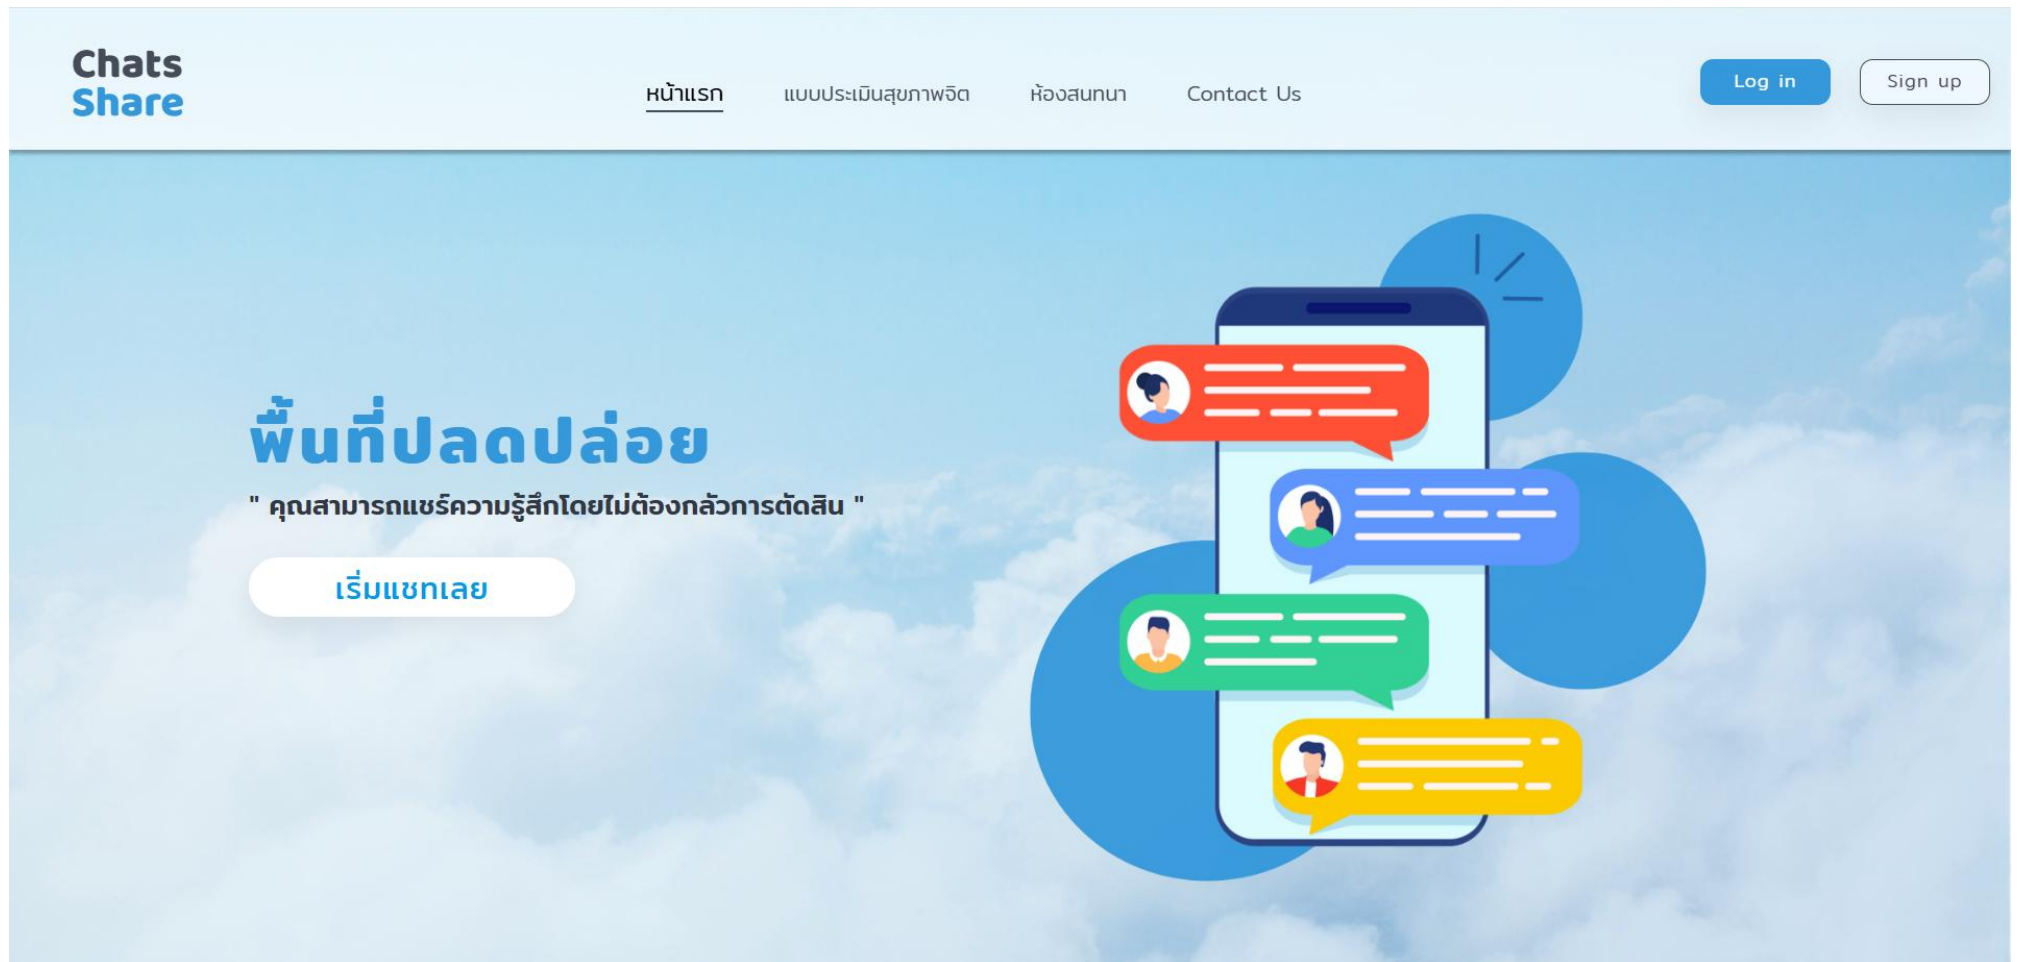 Chats
Share
หน้าแรก
แบบประเมินสุขภาพจิต
ห้องสนทนา
Contact Us
Log in
Sign up
พื้นที่ปลดปล่อย
" คุณสามารถแชร์ความรู้สึกโดยไม่ต้องกลัวการตัดสิน "
เริ่มแชทเลย